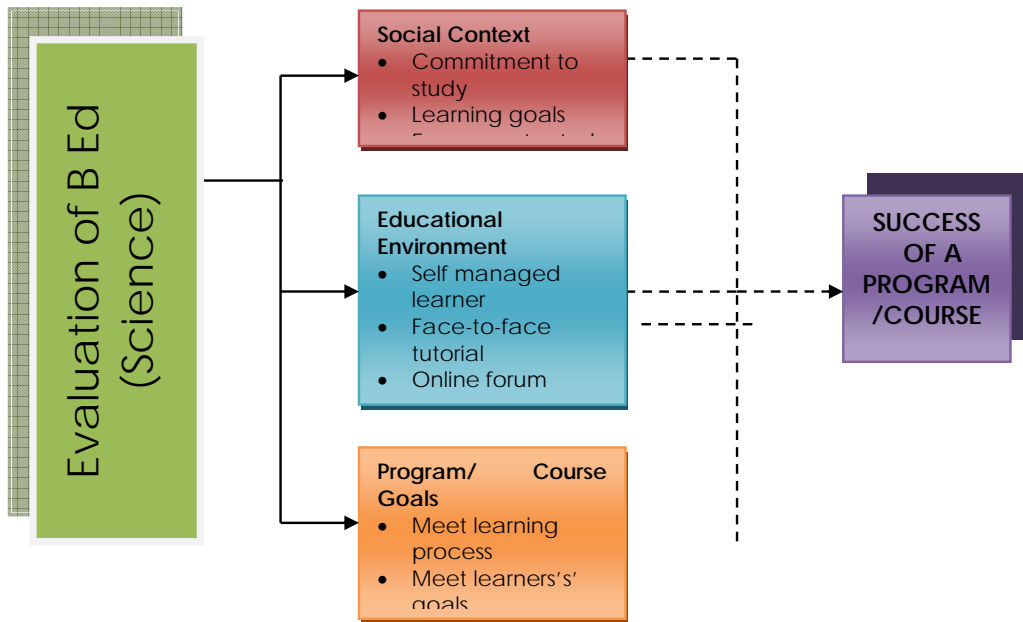 Evaluation of B Ed
(Science)
Social Context
• Commitment to
study
• Learning goals
Educational
Environment
• Self managed
learner
• Face-to-face
tutorial
• Online forum
Program/ Course
Goals
• Meet learning
process
• Meet learners's'
goals
SUCCESS
OF A
PROGRAM
/COURSE